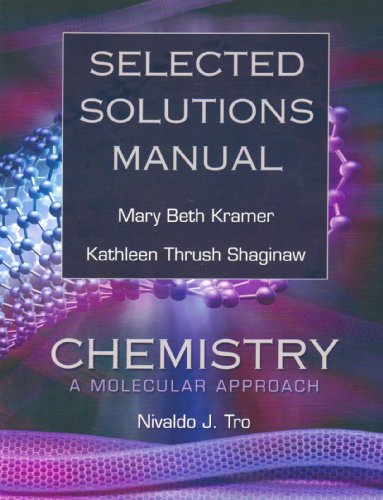 SELECTED
SOLUTIONS
MANUAL
Mary Beth Kramer
Kathleen Thrush Shaginaw
CHEMISTRY
A MOLECULAR APPROACH
Nivaldo J. Tro